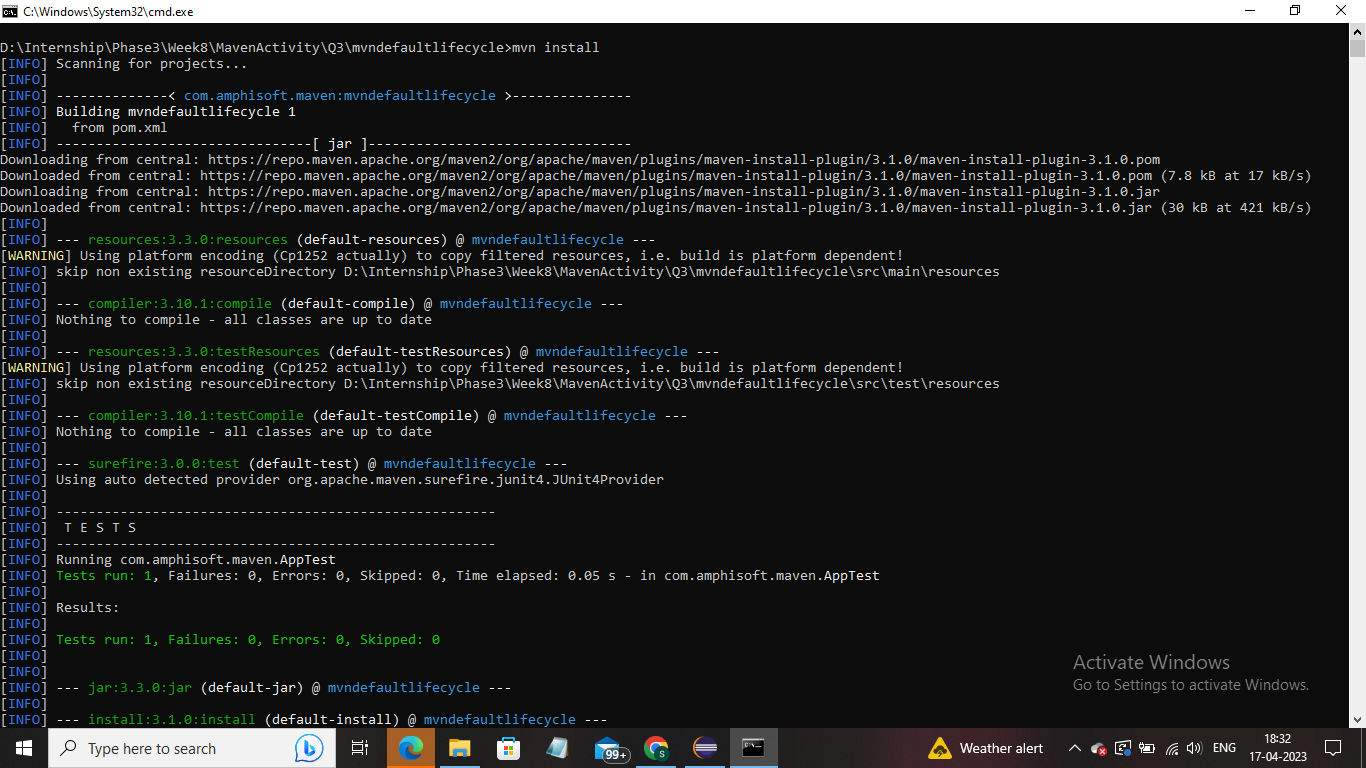 C:\Windows\System32\cmd.exe
D:\Internship\Phase3\Week8\MavenActivity\Q3\mvndefaultlifecycle>mvn install
[INFO] Scanning for projects...
[INFO]
[INFO] --------------< com.amphisoft.maven:mvndefaultlifecycle >---------------
[INFO] Building mvndefaultlifecycle 1
[INFO]   from pom.xml
[INFO] --------------------------------[ jar ]---------------------------------
Downloading from central: https://repo.maven.apache.org/maven2/org/apache/maven/plugins/maven-install-plugin/3.1.0/maven-install-plugin-3.1.0.pom
Downloaded from central: https://repo.maven.apache.org/maven2/org/apache/maven/plugins/maven-install-plugin/3.1.0/maven-install-plugin-3.1.0.pom (7.8 kB at 17 kB/s)
Downloading from central: https://repo.maven.apache.org/maven2/org/apache/maven/plugins/maven-install-plugin/3.1.0/maven-install-plugin-3.1.0.jar
Downloaded from central: https://repo.maven.apache.org/maven2/org/apache/maven/plugins/maven-install-plugin/3.1.0/maven-install-plugin-3.1.0.jar (30 kB at 421 kB/s)
[INFO]
[INFO] --- resources:3.3.0:resources (default-resources) @ mvndefaultlifecycle ---
[WARNING] Using platform encoding (Cp1252 actually) to copy filtered resources, i.e. build is platform dependent!
[INFO] skip non existing resourceDirectory D:\Internship\Phase3\Week8\MavenActivity\Q3\mvndefaultlifecycle\src\main\resources
[INFO]
[INFO] --- compiler:3.10.1:compile (default-compile) @ mvndefaultlifecycle ---
[INFO] Nothing to compile - all classes are up to date
[INFO]
[INFO] --- resources:3.3.0:testResources (default-testResources) @ mvndefaultlifecycle ---
[WARNING] Using platform encoding (Cp1252 actually) to copy filtered resources, i.e. build is platform dependent!
[INFO] skip non existing resourceDirectory D:\Internship\Phase3\Week8\MavenActivity\Q3\mvndefaultlifecycle\src\test\resources
[INFO]
[INFO] --- compiler:3.10.1:testCompile (default-testCompile) @ mvndefaultlifecycle ---
[INFO] Nothing to compile - all classes are up to date
[INFO]
[INFO] --- surefire:3.0.0:test (default-test) @ mvndefaultlifecycle ---
[INFO] Using auto detected provider org.apache.maven.surefire.junit4.JUnit4Provider
[INFO]
[INFO] -------------------------------------------------------
[INFO]  T E S T S
[INFO] -------------------------------------------------------
[INFO] Running com.amphisoft.maven.AppTest
[INFO] Tests run: 1, Failures: 0, Errors: 0, Skipped: 0, Time elapsed: 0.05 s - in com.amphisoft.maven.AppTest
[INFO]
[INFO] Results:
[INFO]
[INFO] Tests run: 1, Failures: 0, Errors: 0, Skipped: 0
[INFO]
[INFO]
[INFO] --- jar:3.3.0:jar (default-jar) @ mvndefaultlifecycle ---
[INFO]
[INFO] --- install:3.1.0:install (default-install) @ mvndefaultlifecycle ---
Activate Windows
Go to Settings to activate Windows.
Type here to search
99+
S
Weather alert
ENG
18:32
17-04-2023